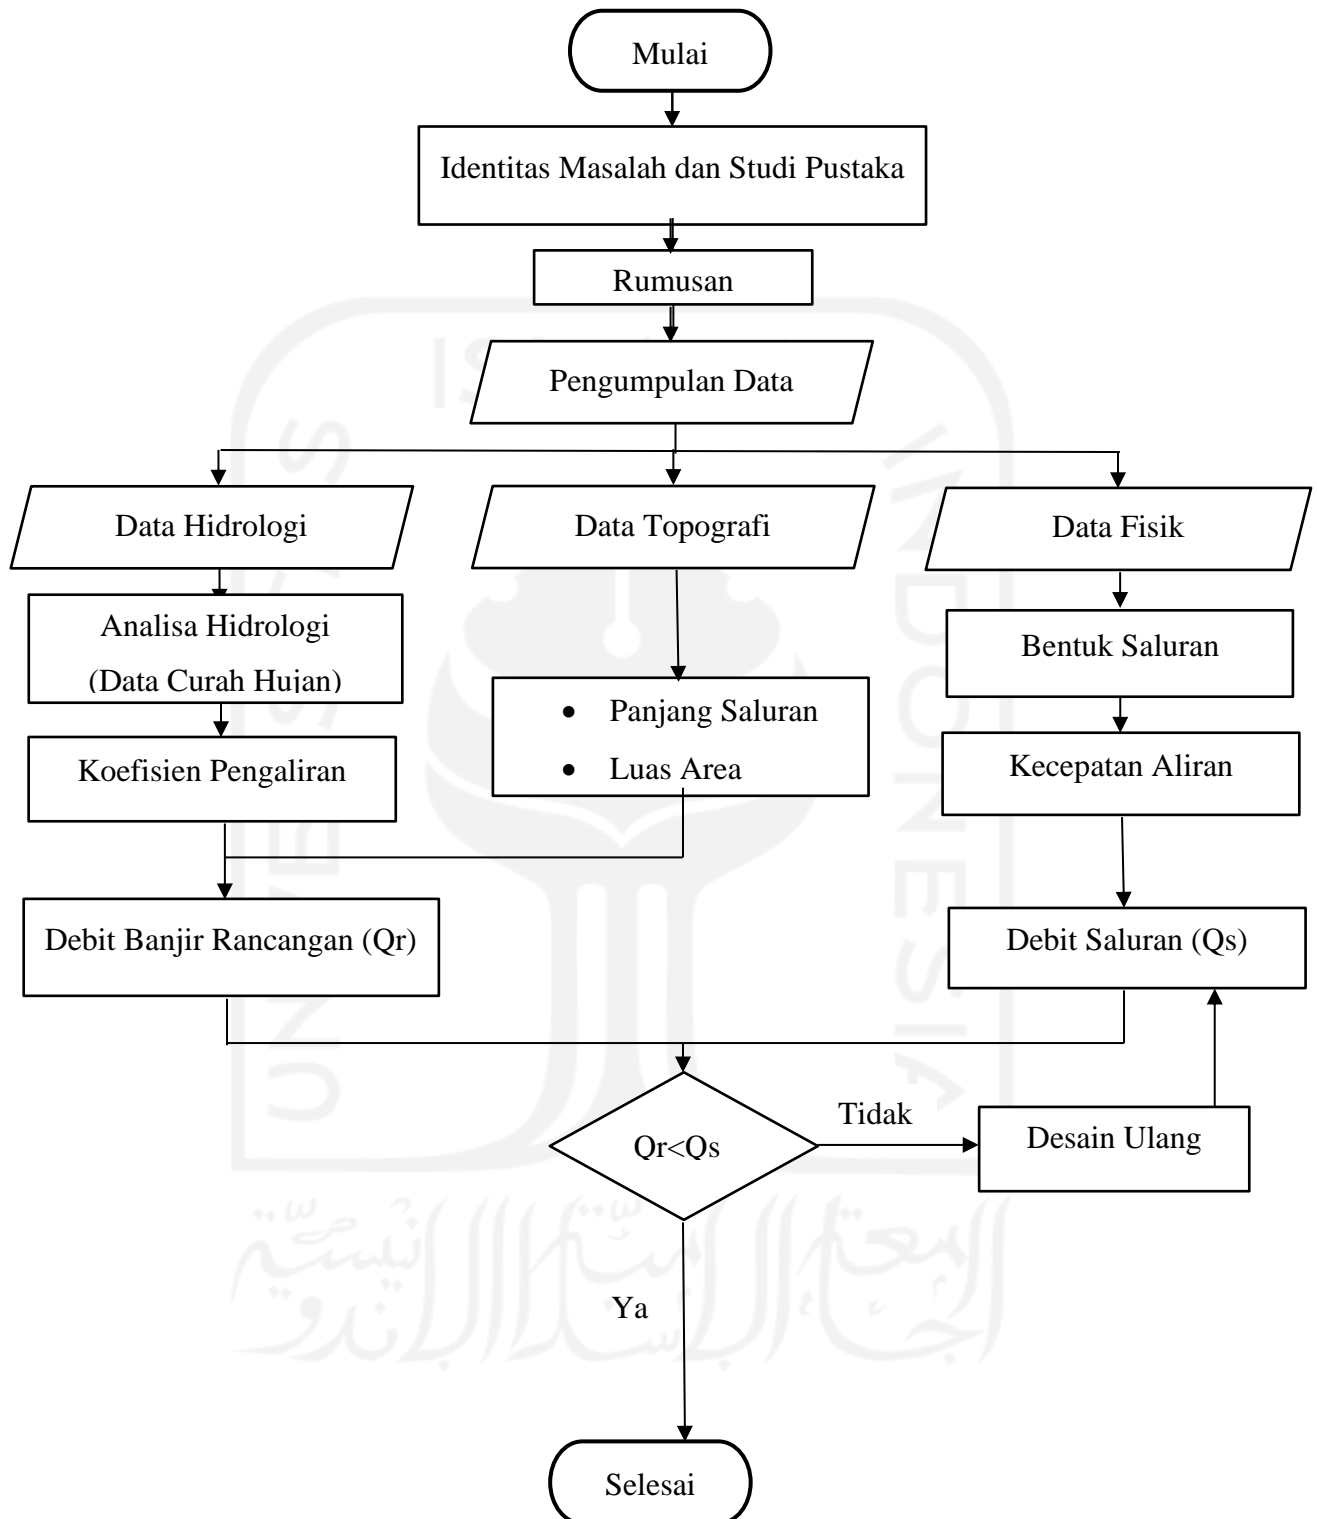 Mulai
Identitas Masalah dan Studi Pustaka
Rumusan
Pengumpulan Data
Data Hidrologi
Data Topografi
Data Fisik
Analisa Hidrologi
(Data Curah Hujan)
Bentuk Saluran
• Panjang Saluran
• Luas Area
Koefisien Pengaliran
Kecepatan Aliran
Debit Banjir Rancangan (Qr)
Debit Saluran (Qs)
Qr<Qs
Tidak
Desain Ulang
Ya
Selesai
INDONESIA